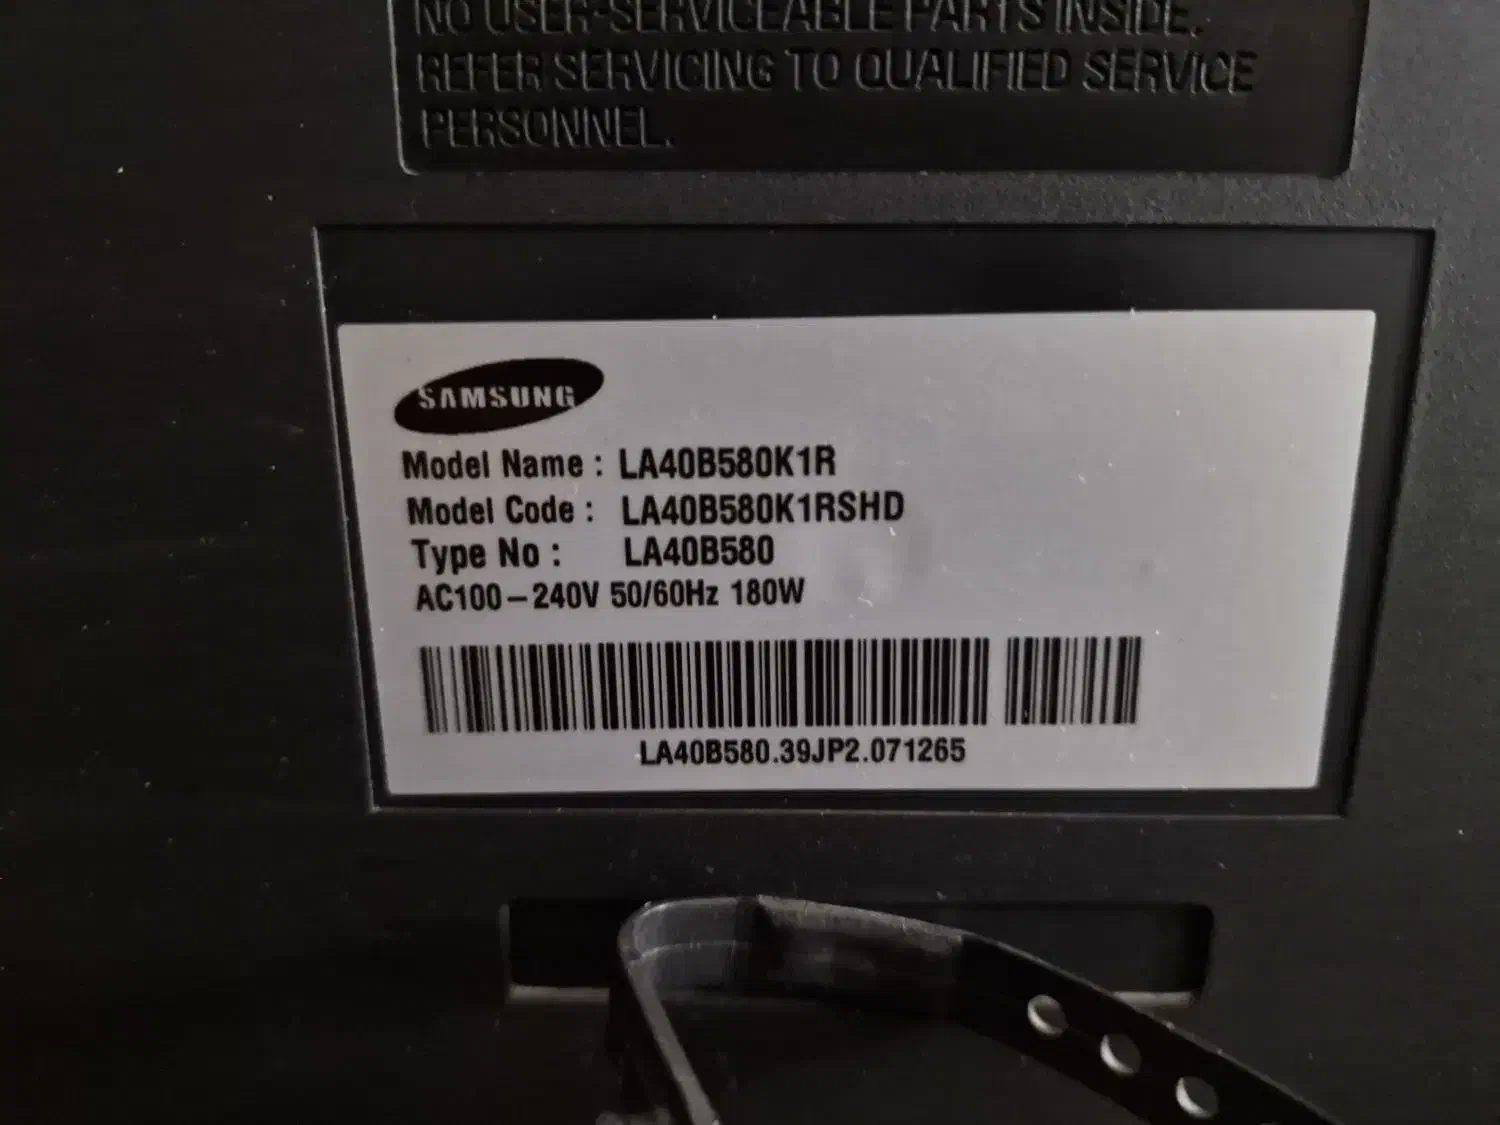 NO USER-SERVICEABLE PARTS INSIDE.
REFER SERVICING TO QUALIFIED SERVICE
PERSONNEL.
SAMSUNG
Model Name : LA40B580K1R
Model Code : LA40B580K1RSHD
Type No : LA40B580
AC100-240V 50/60Hz 180W
LA40B580.39JP2.071265